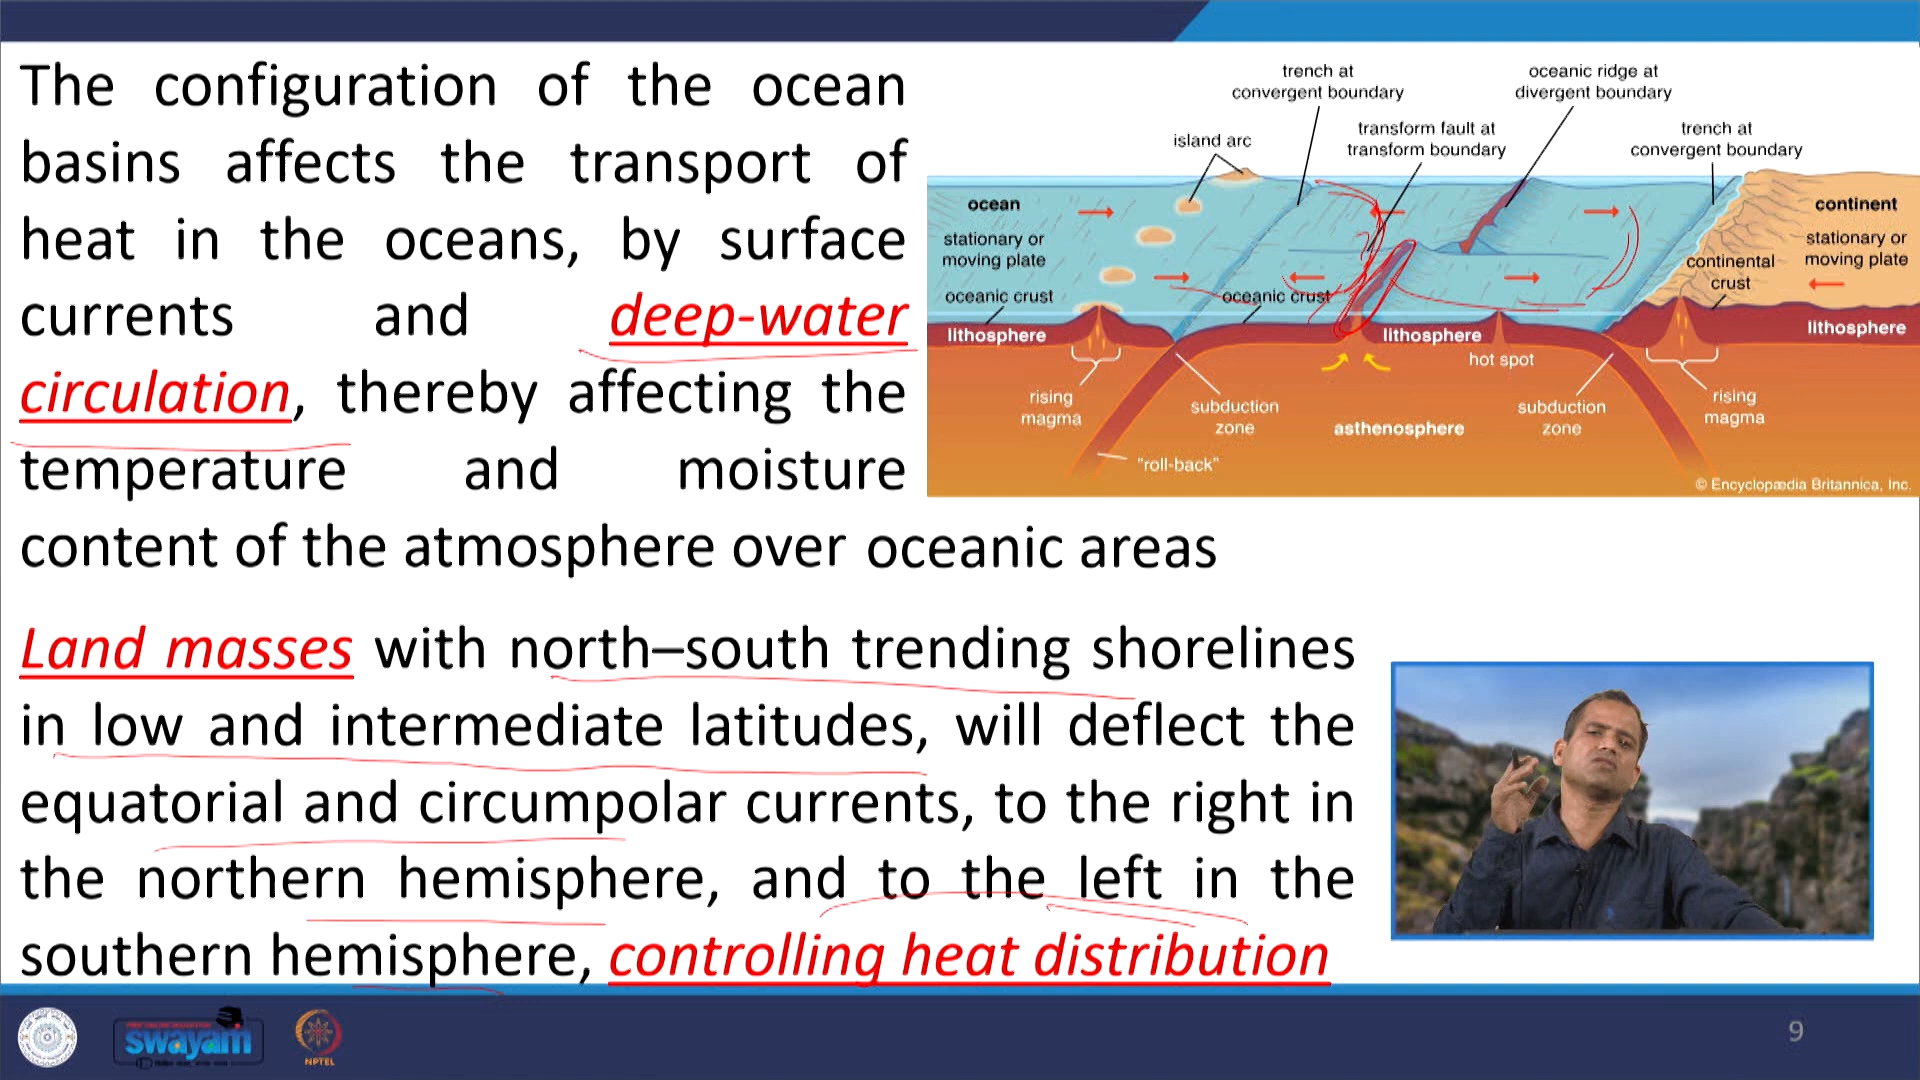 The configuration of the ocean
basins affects the transport of
heat in the oceans, by surface
currents and deep-water
circulation, thereby affecting the
temperature and moisture
content of the atmosphere over oceanic areas
trench at
convergent boundary
oceanic ridge at
divergent boundary
island arc
transform fault at
transform boundary
trench at
convergent boundary
ocean
stationary or
moving plate
oceanic crust
lithosphere
oceanic crust
lithosphere
hot spot
continent
stationary or
moving plate
continental
crust
lithosphere
rising
magma
subduction
zone
asthenosphere
subduction
zone
rising
magma
"roll-back"
© Encyclopædia Britannica, Inc.
Land masses with north–south trending shorelines
in low and intermediate latitudes, will deflect the
equatorial and circumpolar currents, to the right in
the northern hemisphere, and to the left in the
southern hemisphere, controlling heat distribution
swayam
NPTEL
9